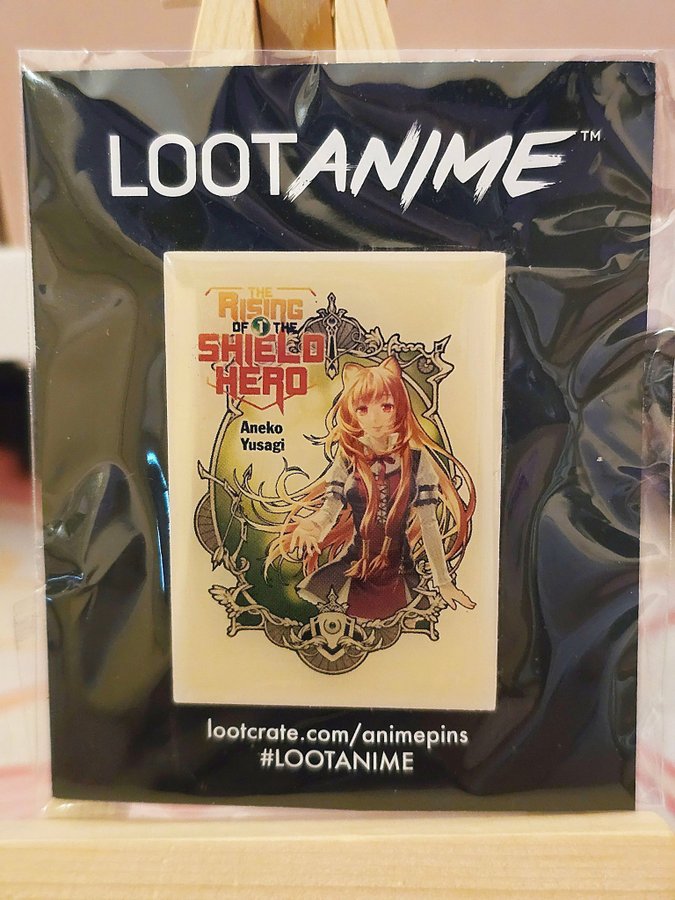 LOOTANIME™
THE
RISING
OF 1 THE
SHIELD
HERO
Aneko
Yusagi
lootcrate.com/animepins
#LOOTANIME